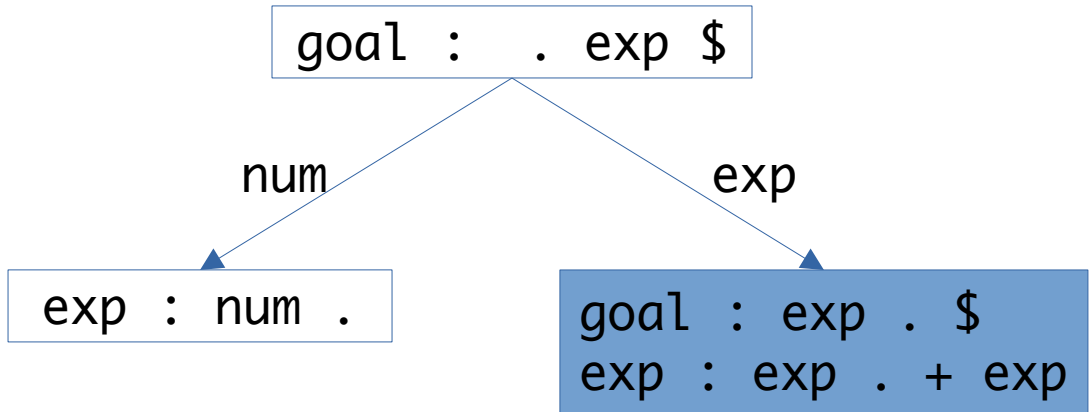 goal :  . exp $
num
exp
exp : num .
goal : exp . $
exp : exp . + exp